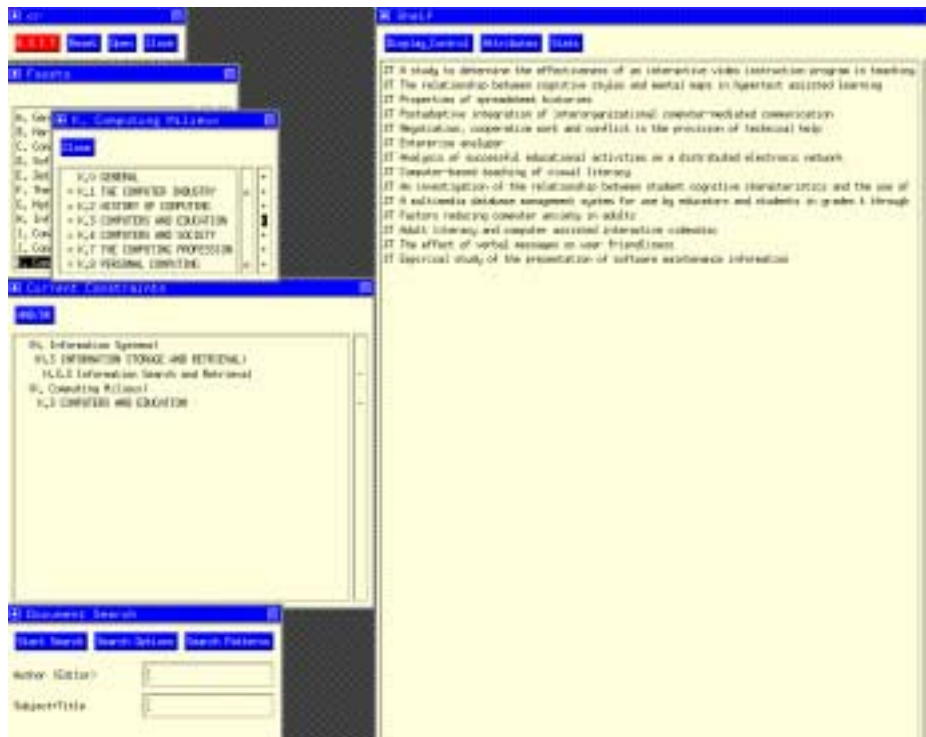 cr
Reset Open Close
Facets
K. Computing Milieux
Close
K.0 GENERAL
+ K.1 THE COMPUTER INDUSTRY
+ K.2 HISTORY OF COMPUTING
+ K.3 COMPUTERS AND EDUCATION
+ K.4 COMPUTERS AND SOCIETY
+ K.7 THE COMPUTING PROFESSION
+ K.8 PERSONAL COMPUTING
Current Constraints
AND/OR
(H. Information Systems)
H.3 INFORMATION STORAGE AND RETRIEVAL)
H.3.3 Information Search and Retrieval
(K. Computing Milieux)
K.3 COMPUTERS AND EDUCATION
Document Search
Start Search Search Options Search Patterns
Author (Editor)
Subject+Title
Shelf
Display_Control Attributes Stats
IT A study to determine the effectiveness of an interactive video instruction program in teaching
IT The relationship between cognitive styles and mental maps in hypertext assisted learning
IT Properties of spreadsheet histories
IT Postadoptive integration of interorganizational computer-mediated communication
IT Negotiation, cooperative work and conflict in the provision of technical help
IT Enterprise analyzer
IT Analysis of successful educational activities on a distributed electronic network
IT Computer-based teaching of visual literacy
IT An investigation of the relationship between student cognitive characteristics and the use of
IT A multimedia database management system for use by educators and students in grades k through
IT Factors reducing computer anxiety in adults
IT Adult literacy and computer assisted interactive videodisc
IT The effect of verbal messages on user friendliness
IT Empirical study of the presentation of software maintenance information